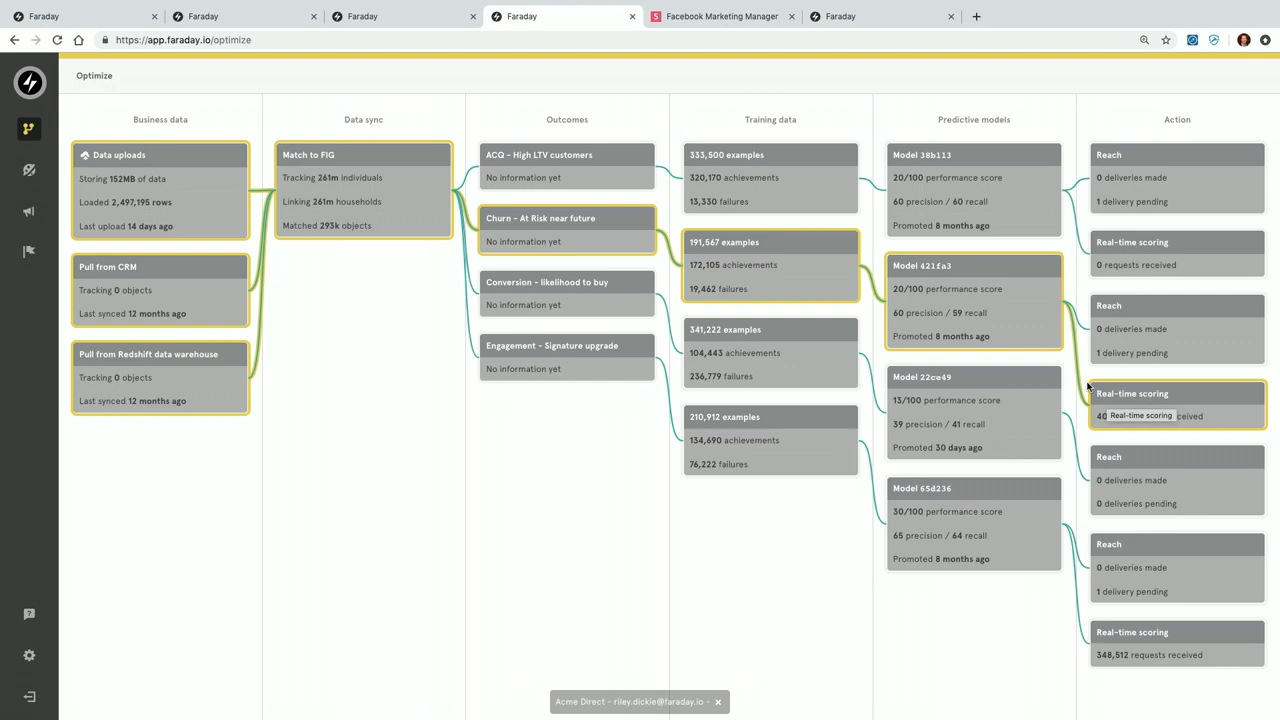 Faraday
Faraday
Faraday
Faraday
Facebook Marketing Manager
Faraday
https://app.faraday.io/optimize
Optimize
Business data
Data sync
Outcomes
Training data
Predictive models
Action
Data uploads
Storing 152MB of data
Loaded 2,497,195 rows
Last upload 14 days ago
Pull from CRM
Tracking 0 objects
Last synced 12 months ago
Pull from Redshift data warehouse
Tracking 0 objects
Last synced 12 months ago
Match to FIG
Tracking 261m individuals
Linking 261m households
Matched 293k objects
ACQ - High LTV customers
No information yet
Churn - At Risk near future
No information yet
Conversion - likelihood to buy
No information yet
Engagement - Signature upgrade
No information yet
333,500 examples
320,170 achievements
13,330 failures
191,567 examples
172,105 achievements
19,462 failures
341,222 examples
104,443 achievements
236,779 failures
210,912 examples
134,690 achievements
76,222 failures
Model 38b113
20/100 performance score
60 precision / 60 recall
Promoted 8 months ago
Model 421fa3
20/100 performance score
60 precision / 59 recall
Promoted 8 months ago
Model 22ce49
13/100 performance score
39 precision / 41 recall
Promoted 30 days ago
Model 65d236
30/100 performance score
65 precision / 64 recall
Promoted 8 months ago
Reach
0 deliveries made
1 delivery pending
Real-time scoring
0 requests received
Reach
0 deliveries made
1 delivery pending
Real-time scoring
40 Real-time scoring ceived
Reach
0 deliveries made
0 deliveries pending
Reach
0 deliveries made
1 delivery pending
Real-time scoring
348,512 requests received
Acme Direct - riley.dickie@faraday.io -